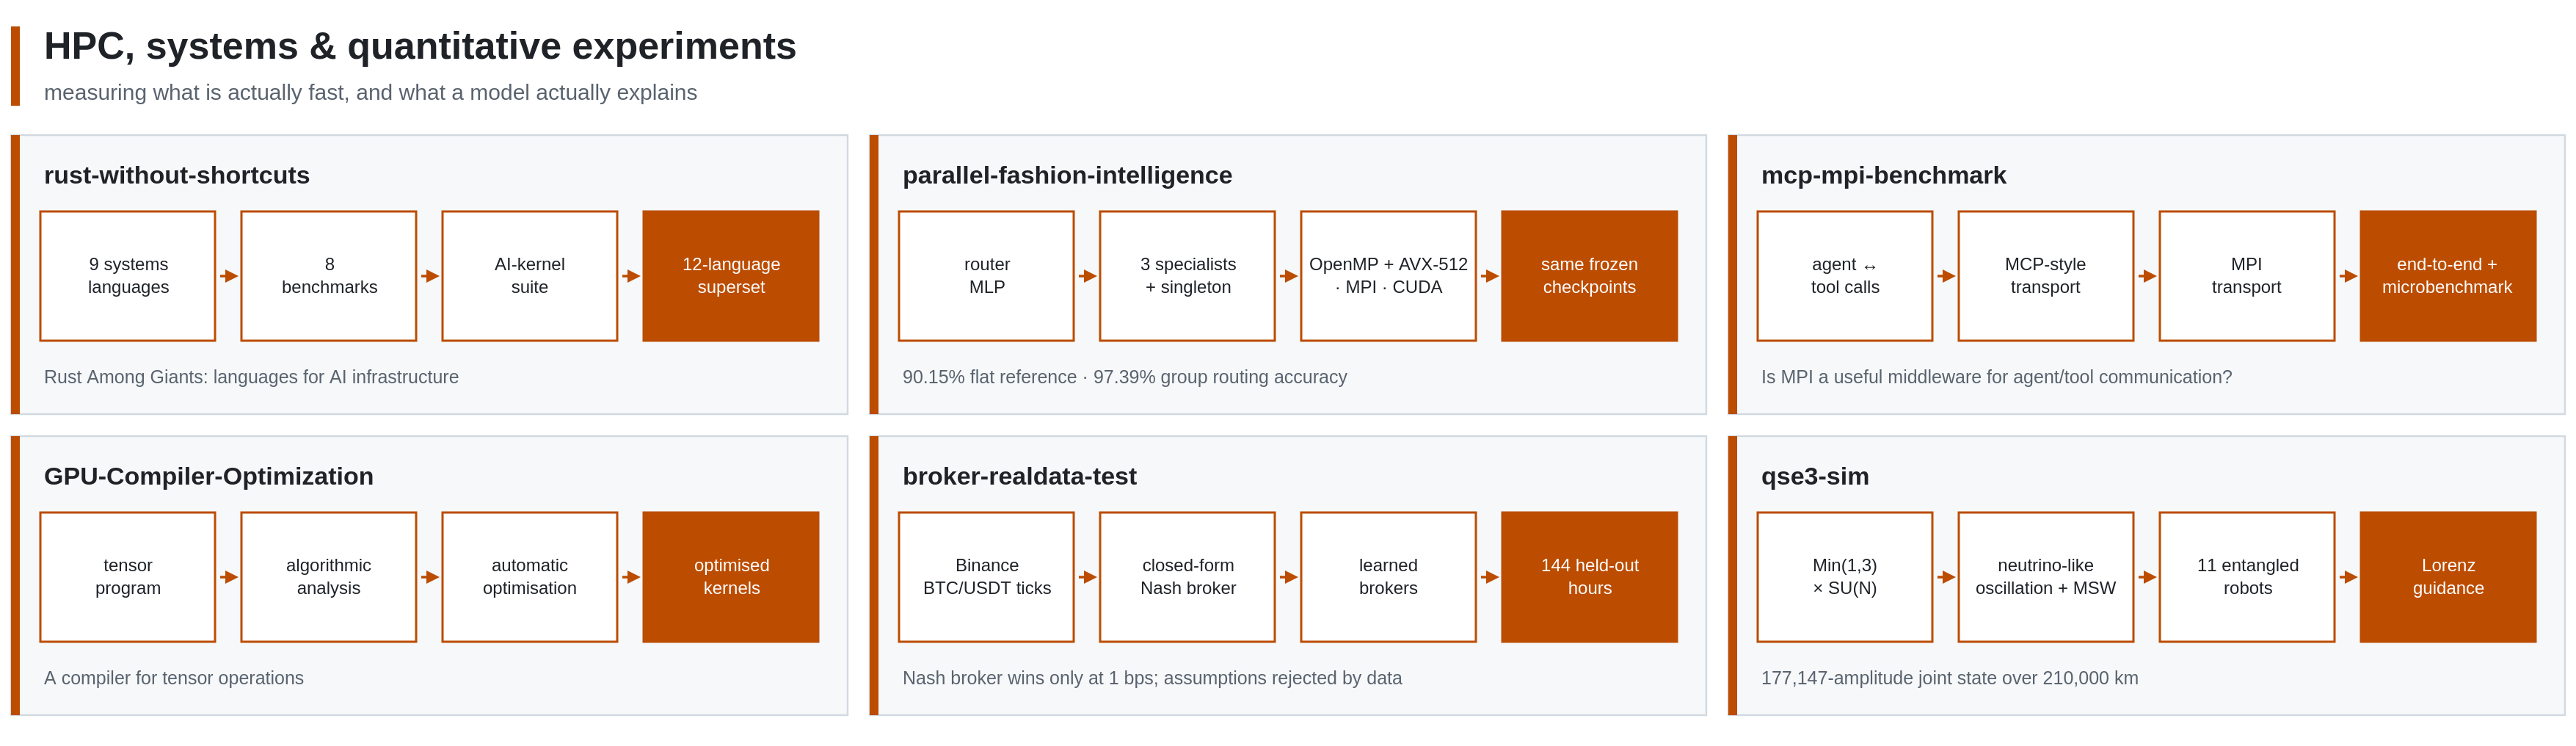 HPC, systems & quantitative experiments
measuring what is actually fast, and what a model actually explains
rust-without-shortcuts
9 systems
languages
8
benchmarks
AI-kernel
suite
12-language
superset
Rust Among Giants: languages for AI infrastructure
parallel-fashion-intelligence
router
MLP
3 specialists
+ singleton
OpenMP + AVX-512
· MPI · CUDA
same frozen
checkpoints
90.15% flat reference · 97.39% group routing accuracy
mcp-mpi-benchmark
agent ↔
tool calls
MCP-style
transport
MPI
transport
end-to-end +
microbenchmark
Is MPI a useful middleware for agent/tool communication?
GPU-Compiler-Optimization
tensor
program
algorithmic
analysis
automatic
optimisation
optimised
kernels
A compiler for tensor operations
broker-realdata-test
Binance
BTC/USDT ticks
closed-form
Nash broker
learned
brokers
144 held-out
hours
Nash broker wins only at 1 bps; assumptions rejected by data
qse3-sim
Min(1,3)
× SU(N)
neutrino-like
oscillation + MSW
11 entangled
robots
Lorenz
guidance
177,147-amplitude joint state over 210,000 km